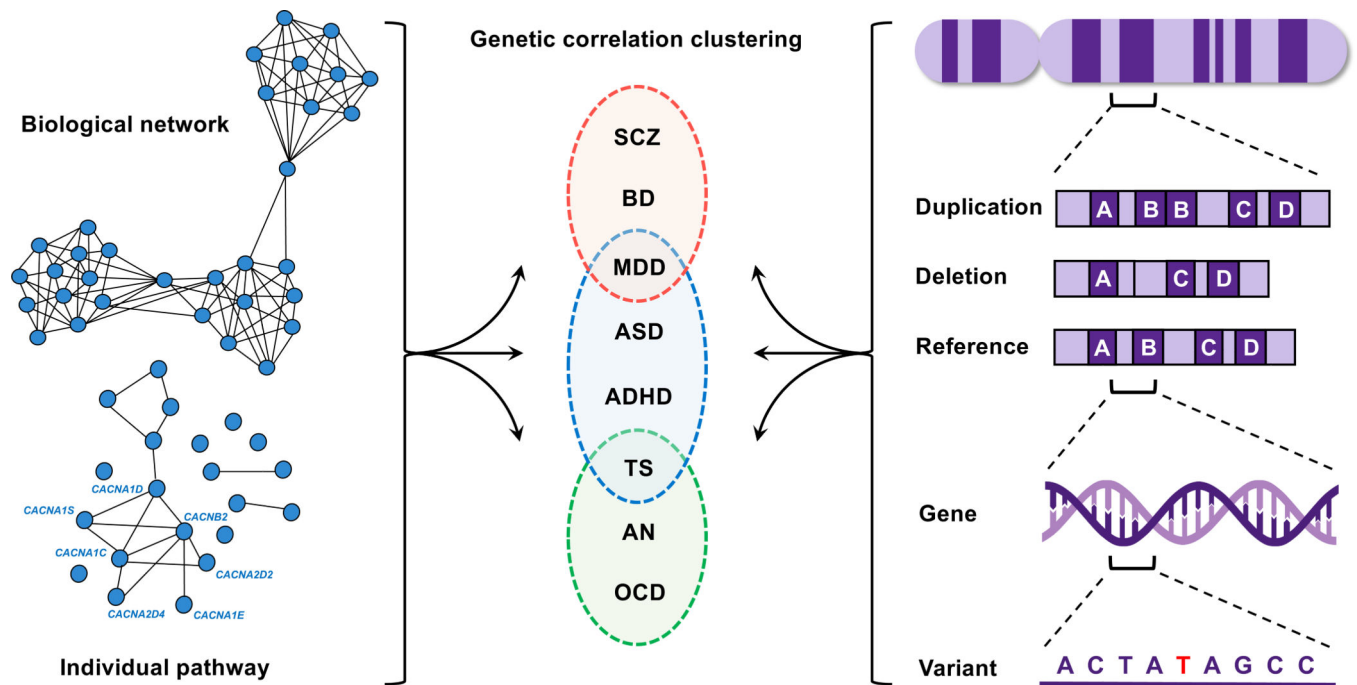 Biological network
CACNA1D
CACNA1S
CACNB2
CACNA1C
CACNA2D2
CACNA2D4
CACNA1E
Individual pathway
Genetic correlation clustering
SCZ
BD
MDD
ASD
ADHD
TS
AN
OCD
Duplication A B B C D
Deletion A C D
Reference A B C D
Gene
Variant A C T A T A G C C